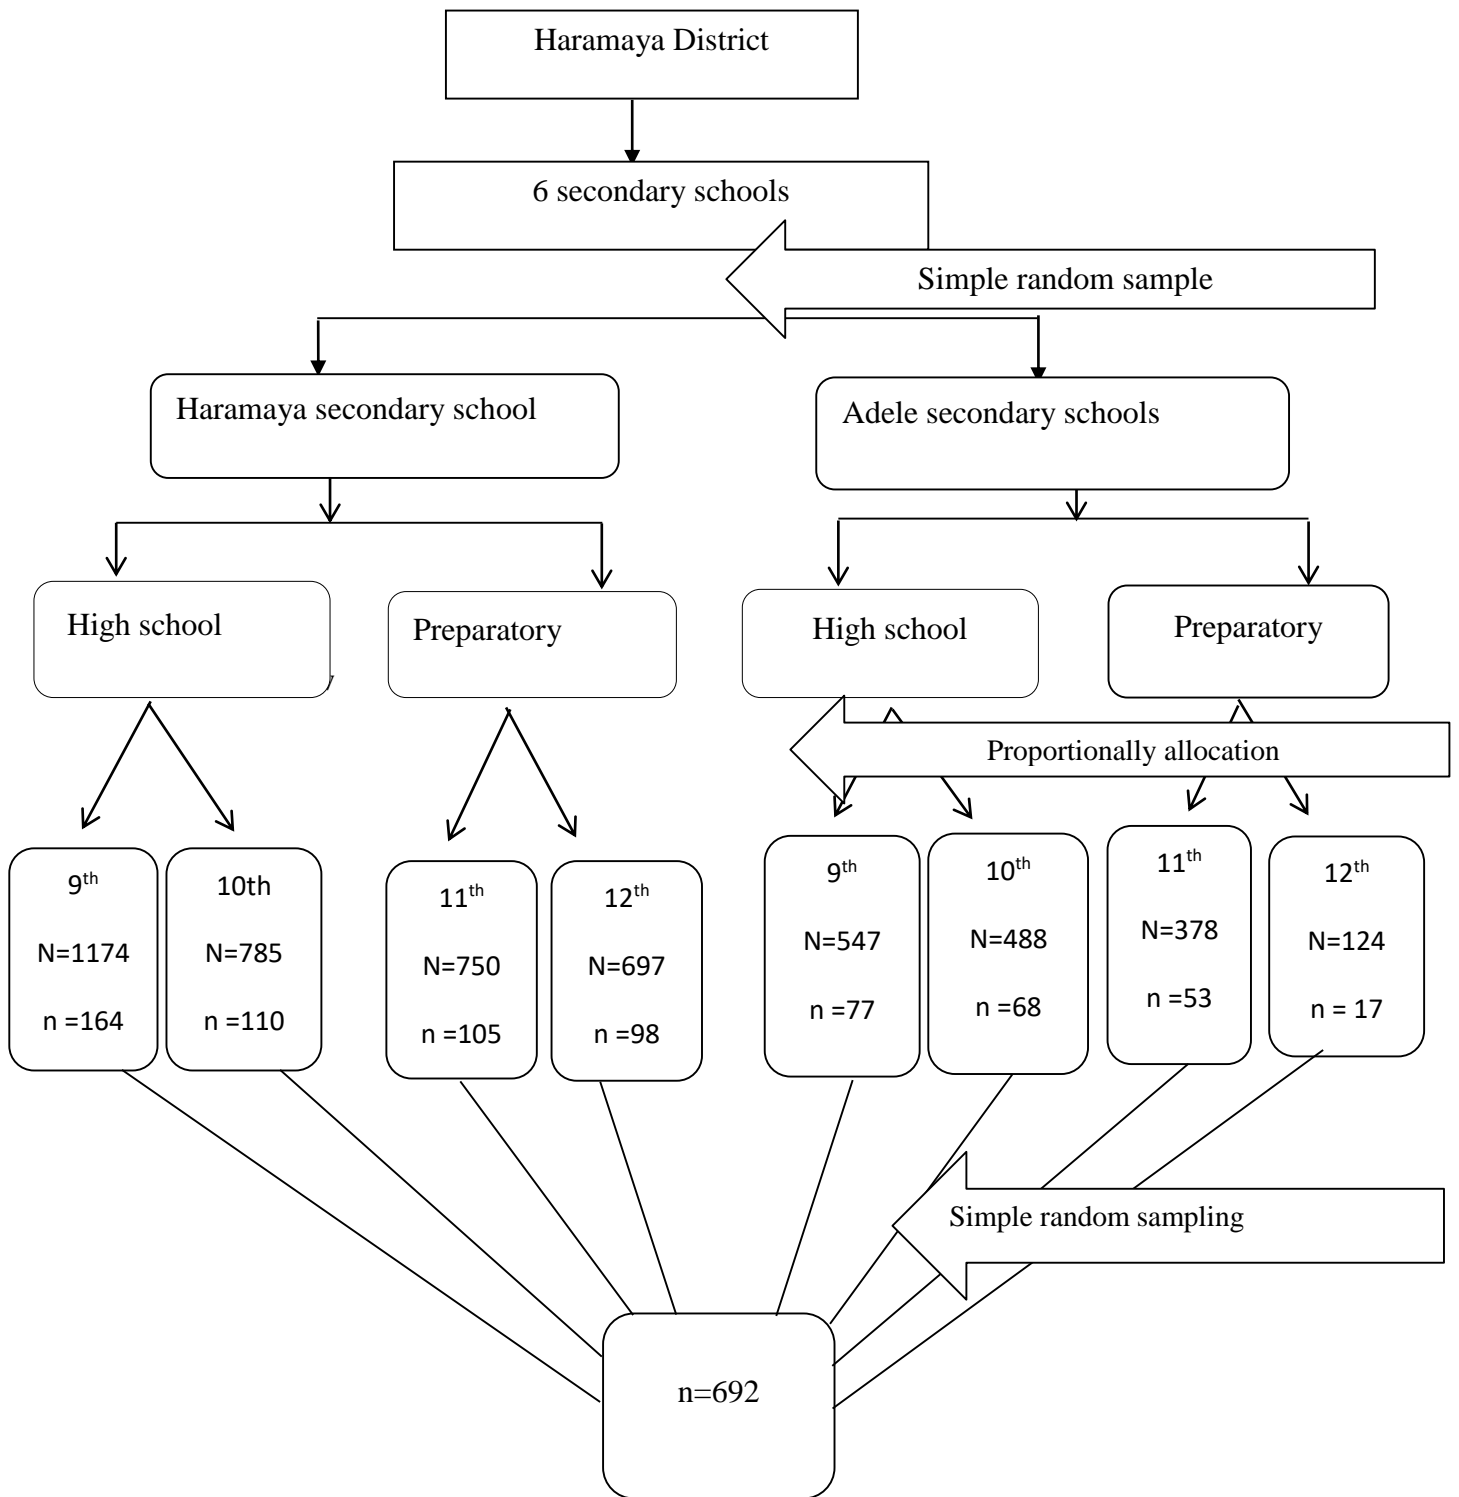 Haramaya District
6 secondary schools
Simple random sample
Haramaya secondary school
Adele secondary schools
High school
Preparatory
High school
Preparatory
Proportionally allocation
9th
N=1174
n =164
10th
N=785
n =110
11th
N=750
n =105
12th
N=697
n =98
9th
N=547
n =77
10th
N=488
n =68
11th
N=378
n =53
12th
N=124
n = 17
Simple random sampling
n=692